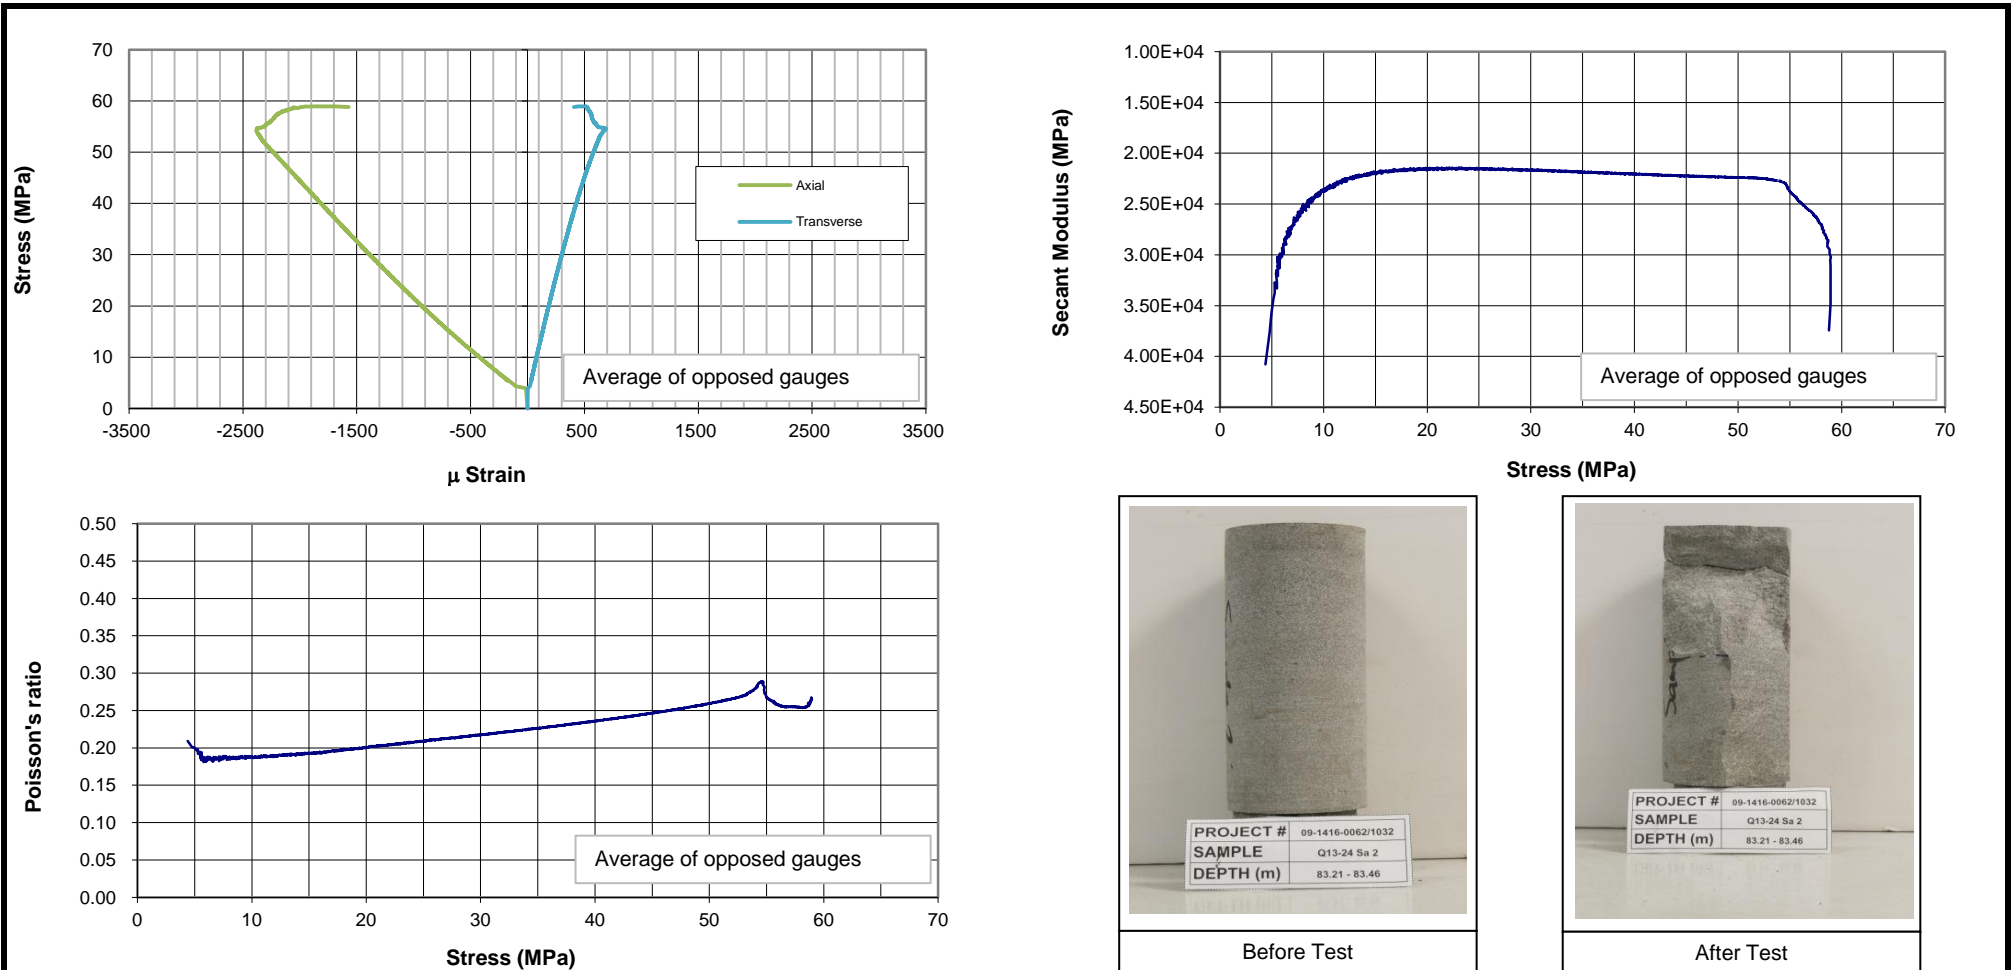 70
60
50
40
30
20
10
0
-3500
-2500
-1500
-500
500
1500
2500
3500
Stress (MPa)
μ Strain
Axial
Transverse
Average of opposed gauges
1.00E+04
1.50E+04
2.00E+04
2.50E+04
3.00E+04
3.50E+04
4.00E+04
4.50E+04
0
10
20
30
40
50
60
70
Secant Modulus (MPa)
Stress (MPa)
Average of opposed gauges
0.50
0.45
0.40
0.35
0.30
0.25
0.20
0.15
0.10
0.05
0.00
0
10
20
30
40
50
60
70
Poisson's ratio
Stress (MPa)
Average of opposed gauges
PROJECT # 09-1416-0062/1032
SAMPLE Q13-24 Sa 2
DEPTH (m) 83.21 - 83.46
Before Test
PROJECT # 09-1416-0062/1032
SAMPLE Q13-24 Sa 2
DEPTH (m) 83.21 - 83.46
After Test